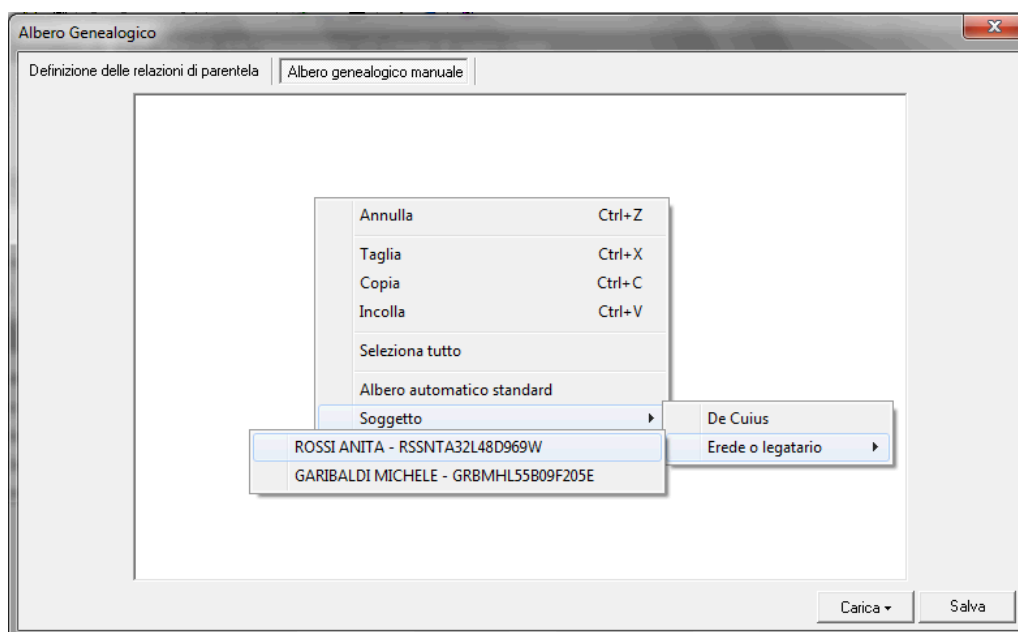 Albero Genealogico
Definizione delle relazioni di parentela Albero genealogico manuale
Annulla Ctrl+Z
Taglia Ctrl+X
Copia Ctrl+C
Incolla Ctrl+V
Seleziona tutto
Albero automatico standard
Soggetto De Cuius
ROSSI ANITA - RSSNTA32L48D969W Erede o legatario
GARIBALDI MICHELE - GRBMHL55B09F205E
Carica Salva